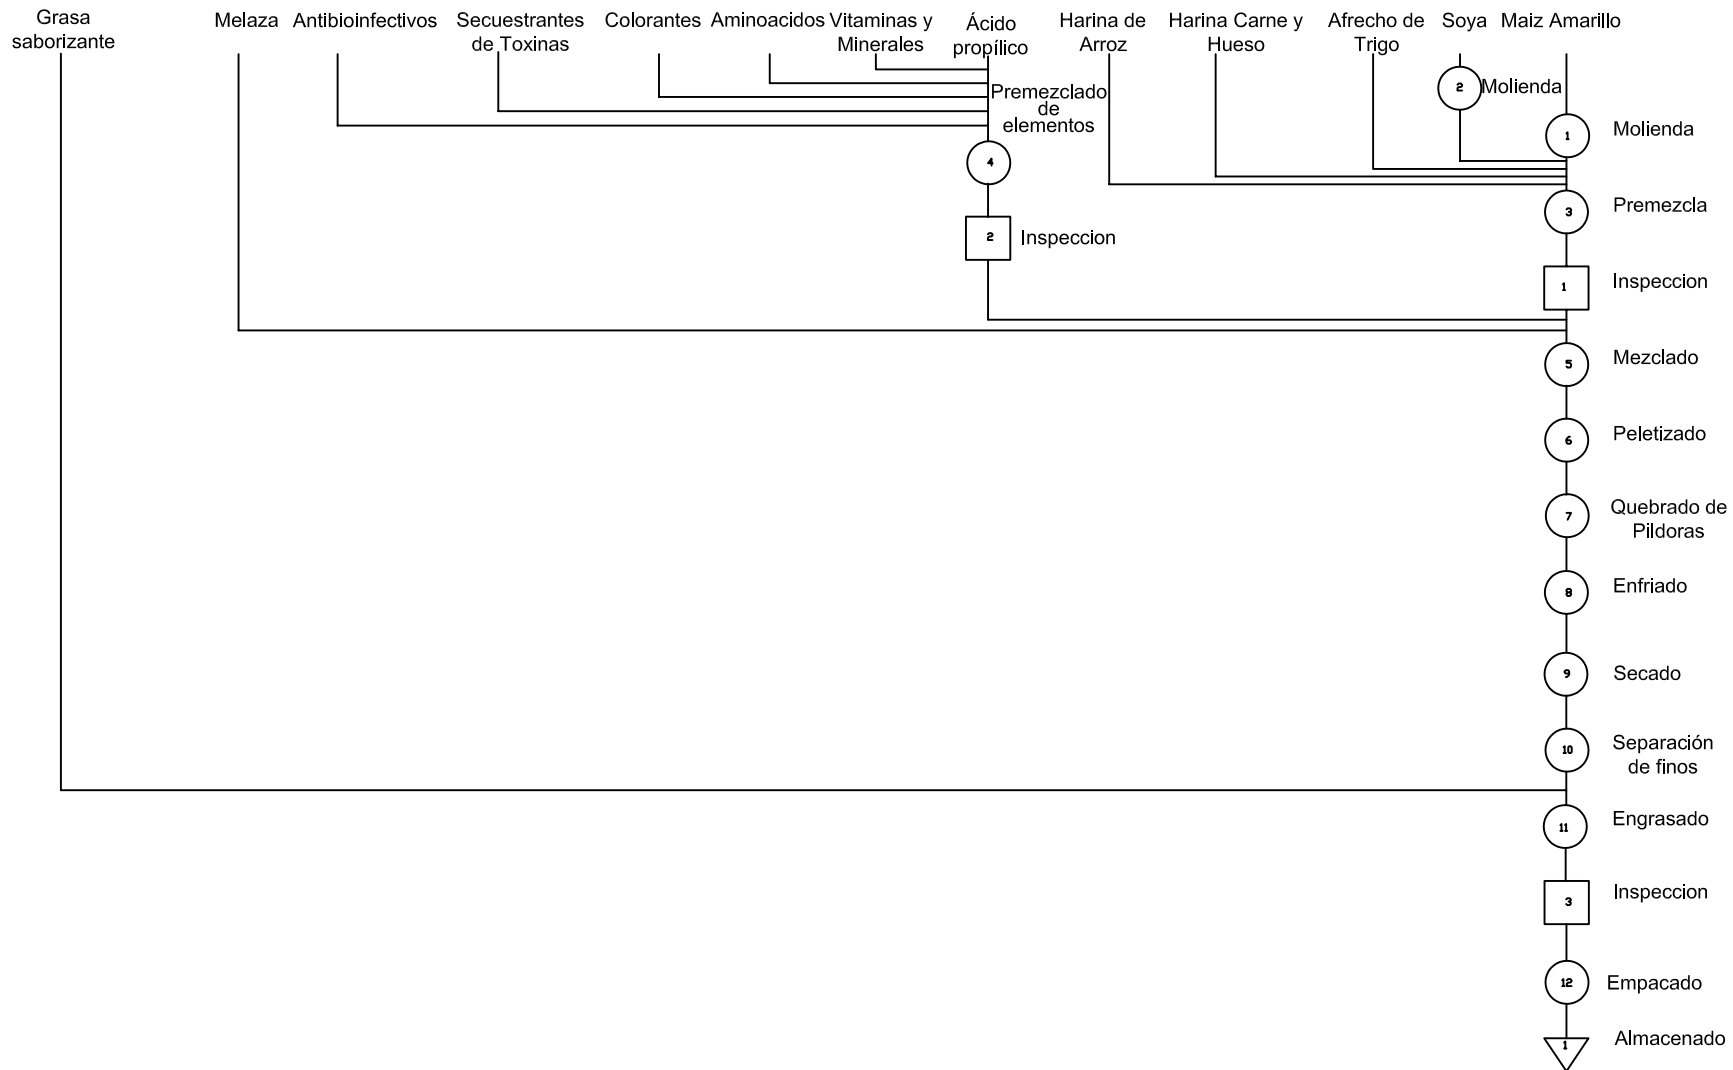 Grasa
saborizante
Melaza
Antibioinfectivos
Secuestrantes
de Toxinas
Colorantes
Aminoacidos
Vitaminas y
Minerales
Ácido
propílico
Harina de
Arroz
Harina Carne y
Hueso
Afrecho de
Trigo
Soya
Maiz Amarillo
2
Molienda
Premezclado
de
elementos
1
Molienda
4
3
Premezcla
2
Inspeccion
1
Inspeccion
5
Mezclado
6
Peletizado
7
Quebrado de
Pildoras
8
Enfriado
9
Secado
10
Separación
de finos
11
Engrasado
3
Inspeccion
12
Empacado
1
Almacenado